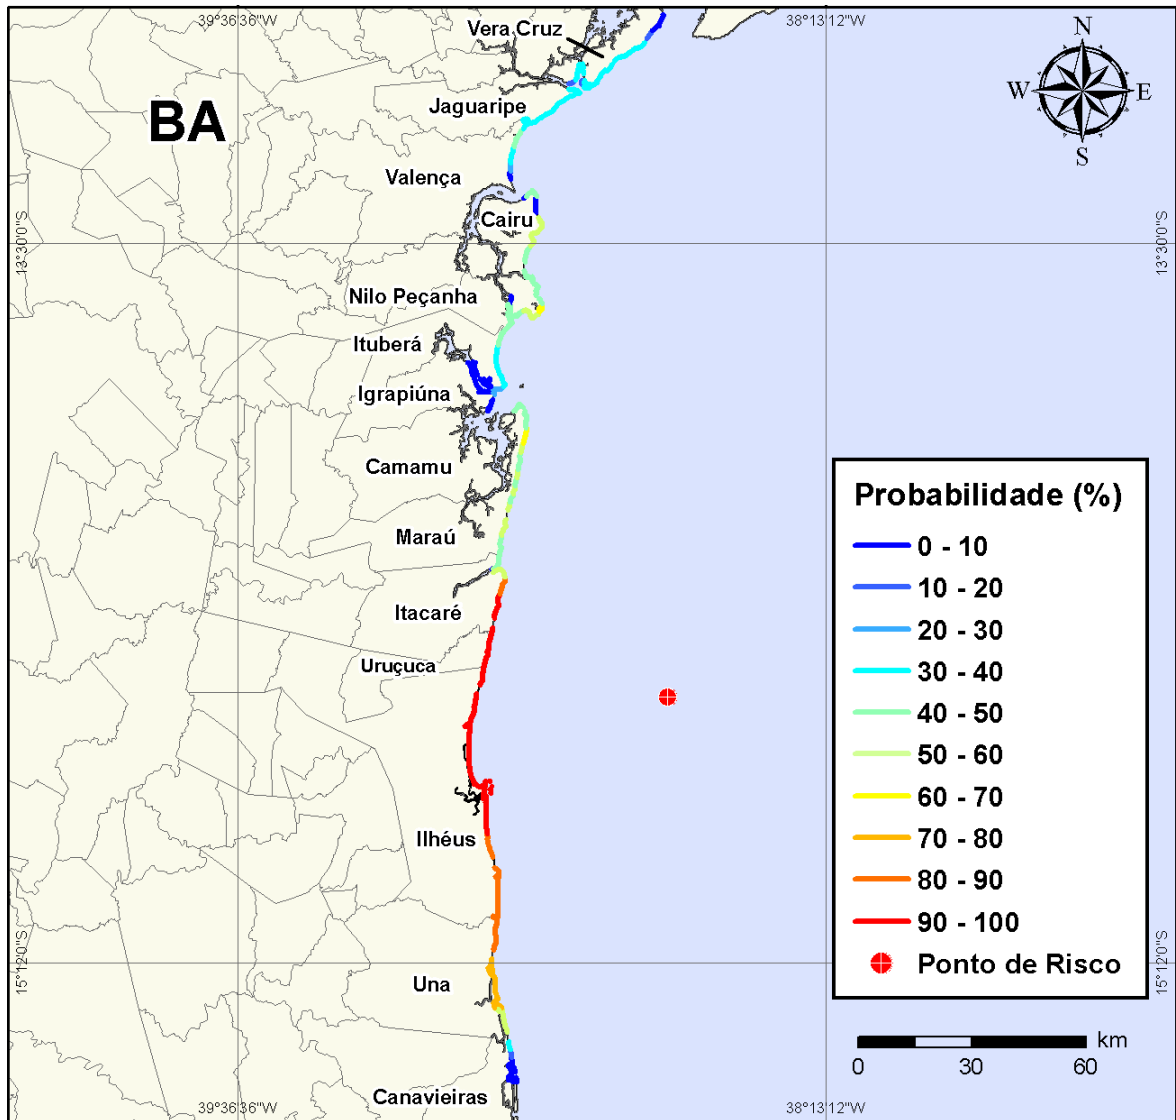 39°36'36"W
38°13'12"W
Vera Cruz
N
W
E
S
BA
Jaguaripe
Valença
Cairu
13°30'0"S
13°30'0"S
Nilo Peçanha
Ituberá
Igrapiúna
Camamu
Maraú
Itacaré
Uruçuca
Ilhéus
Una
Canavieiras
Probabilidade (%)
0 - 10
10 - 20
20 - 30
30 - 40
40 - 50
50 - 60
60 - 70
70 - 80
80 - 90
90 - 100
Ponto de Risco
15°12'0"S
15°12'0"S
km
0
30
60
39°36'36"W
38°13'12"W